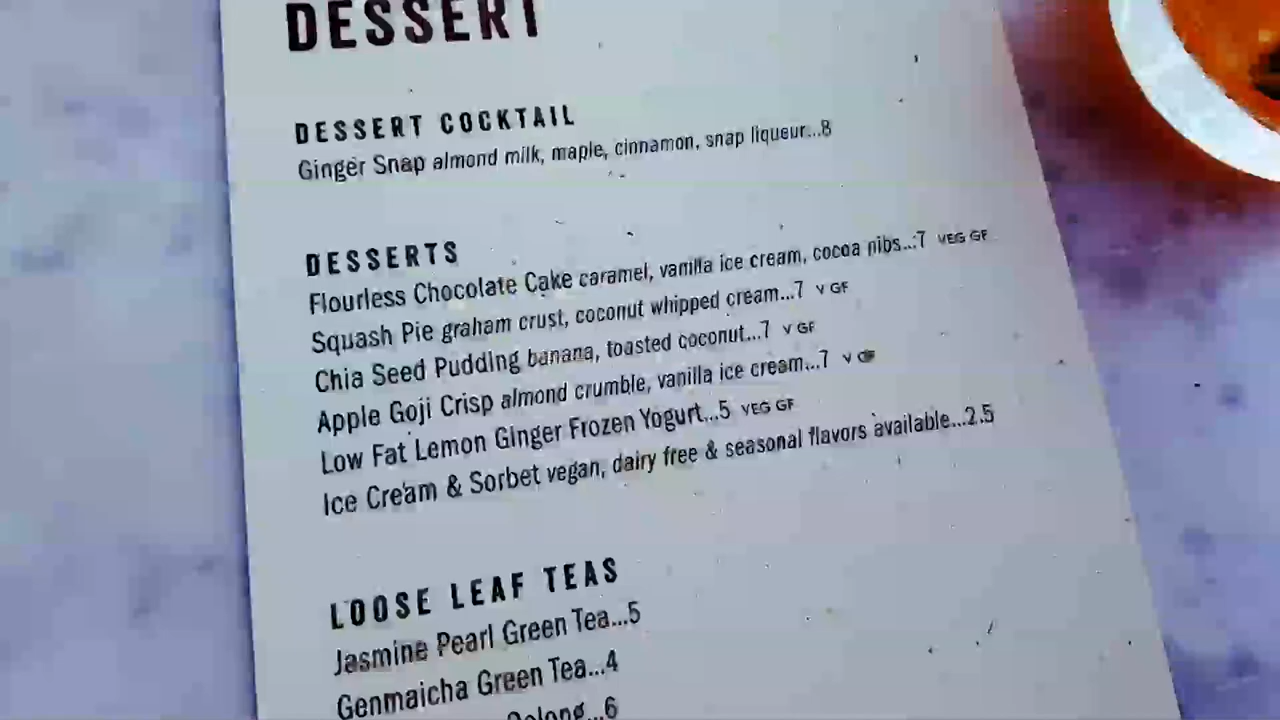 DESSERT
DESSERT COCKTAIL
Ginger Snap almond milk, maple, cinnamon, snap liqueur...8
DESSERTS
Flourless Chocolate Cake caramel, vanilla ice cream, cocoa nibs...7 VEG GF
Squash Pie graham crust, coconut whipped cream...7 V GF
Chia Seed Pudding banana, toasted coconut...7 V GF
Apple Goji Crisp almond crumble, vanilla ice cream...7 V GF
Low Fat Lemon Ginger Frozen Yogurt...5 VEG GF
Ice Cream & Sorbet vegan, dairy free & seasonal flavors available...2.5
LOOSE LEAF TEAS
Jasmine Pearl Green Tea...5
Genmaicha Green Tea...4
Oolong...6